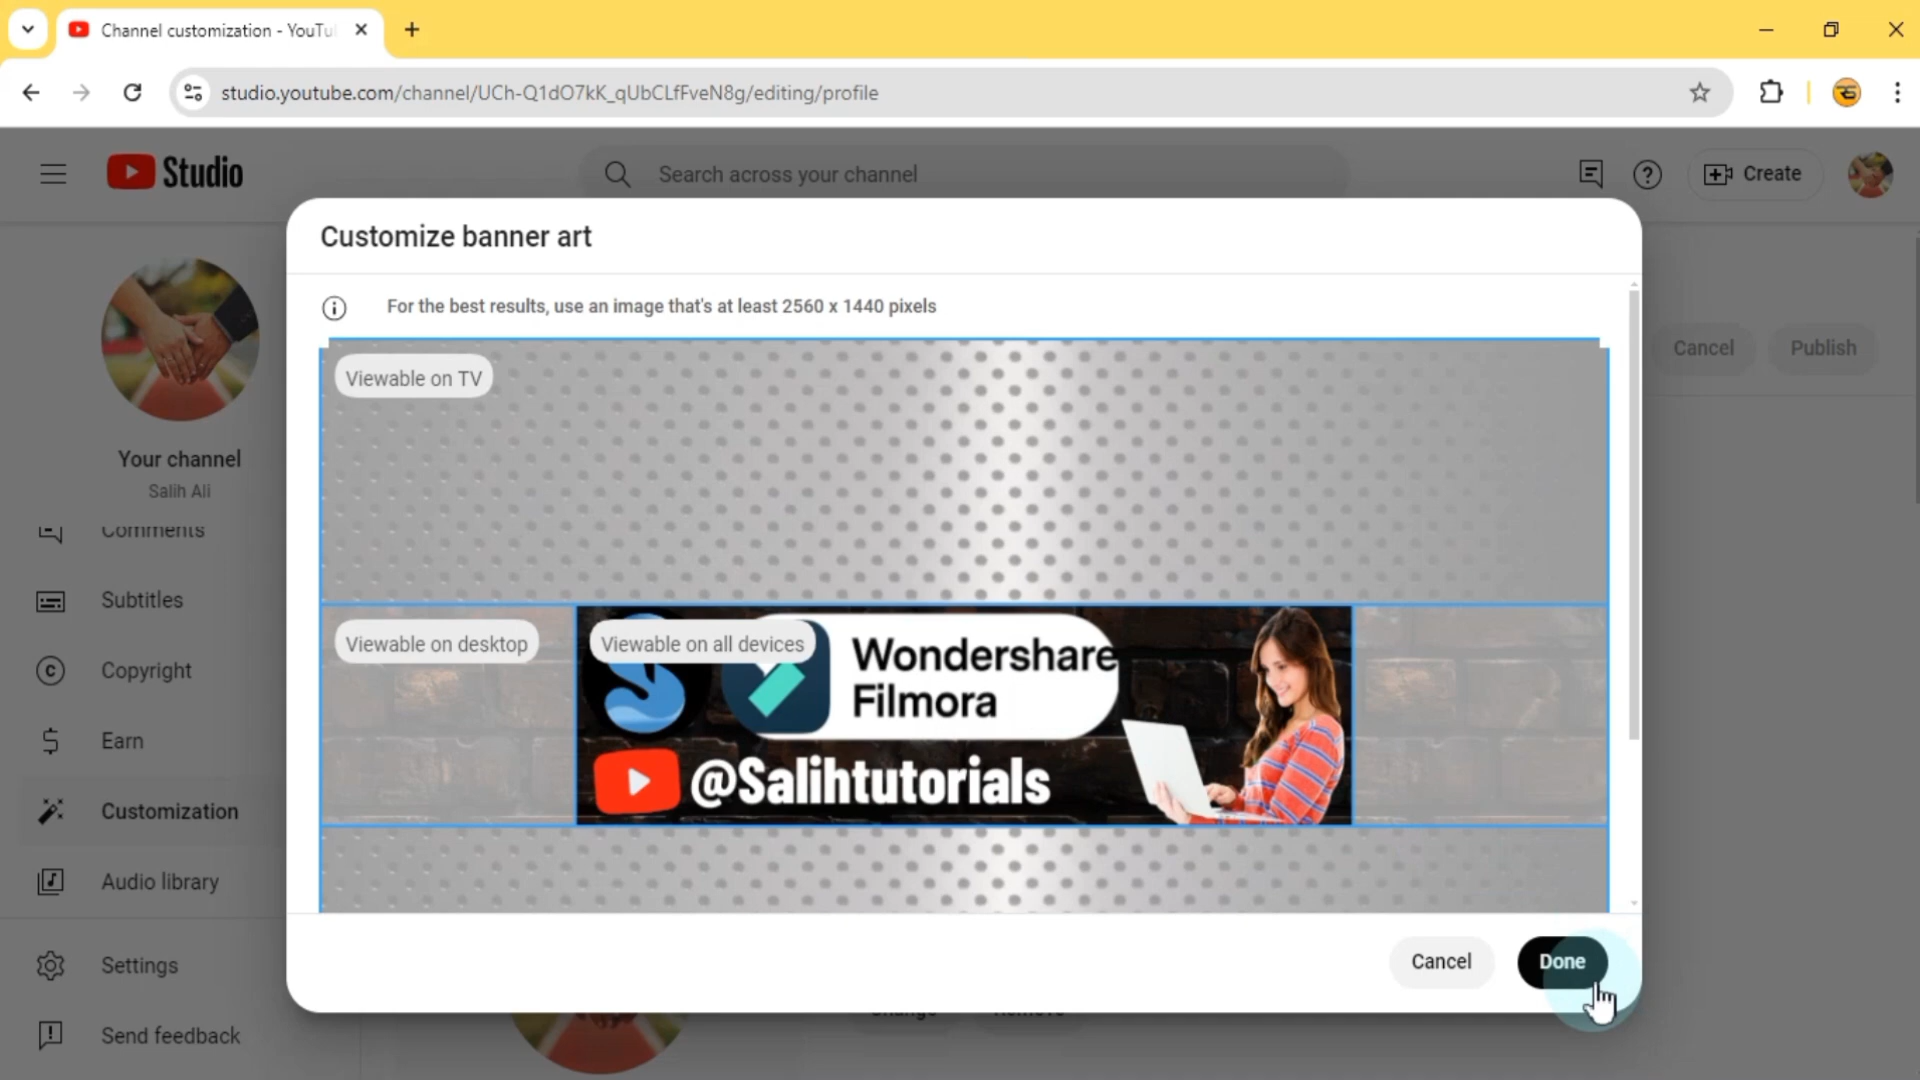 Channel customization - YouTu
studio.youtube.com/channel/UCh-Q1dO7kK_qUbCLfFveN8g/editing/profile
Studio
Search across your channel
Create
Customize banner art
For the best results, use an image that's at least 2560 x 1440 pixels
Cancel
Publish
Your channel
Salih Ali
Comments
Subtitles
Copyright
Earn
Customization
Audio library
Settings
Send feedback
Viewable on TV
Viewable on desktop
Viewable on all devices
Wondershare
Filmora
@Salihtutorials
Cancel
Done
Change
Remove